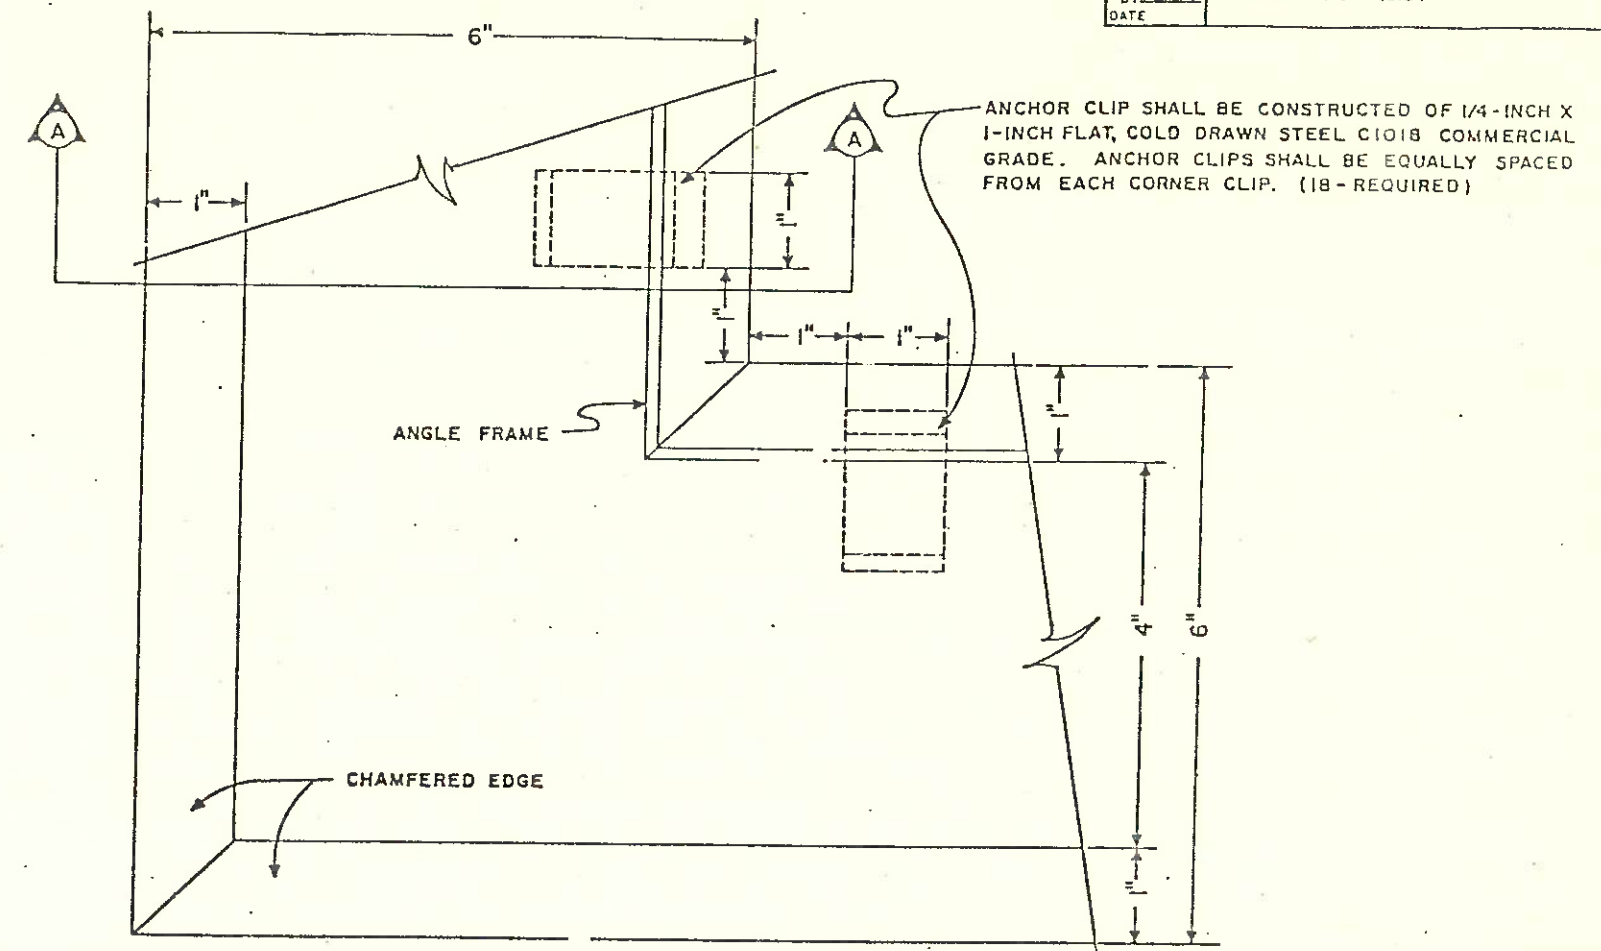 DATE
6"
A
A
ANCHOR CLIP SHALL BE CONSTRUCTED OF 1/4-INCH X
1-INCH FLAT, COLD DRAWN STEEL C1018 COMMERCIAL
GRADE. ANCHOR CLIPS SHALL BE EQUALLY SPACED
FROM EACH CORNER CLIP. (18-REQUIRED)
1"
1"
1"
1"
1"
1"
ANGLE FRAME
4"
6"
CHAMFERED EDGE
1"